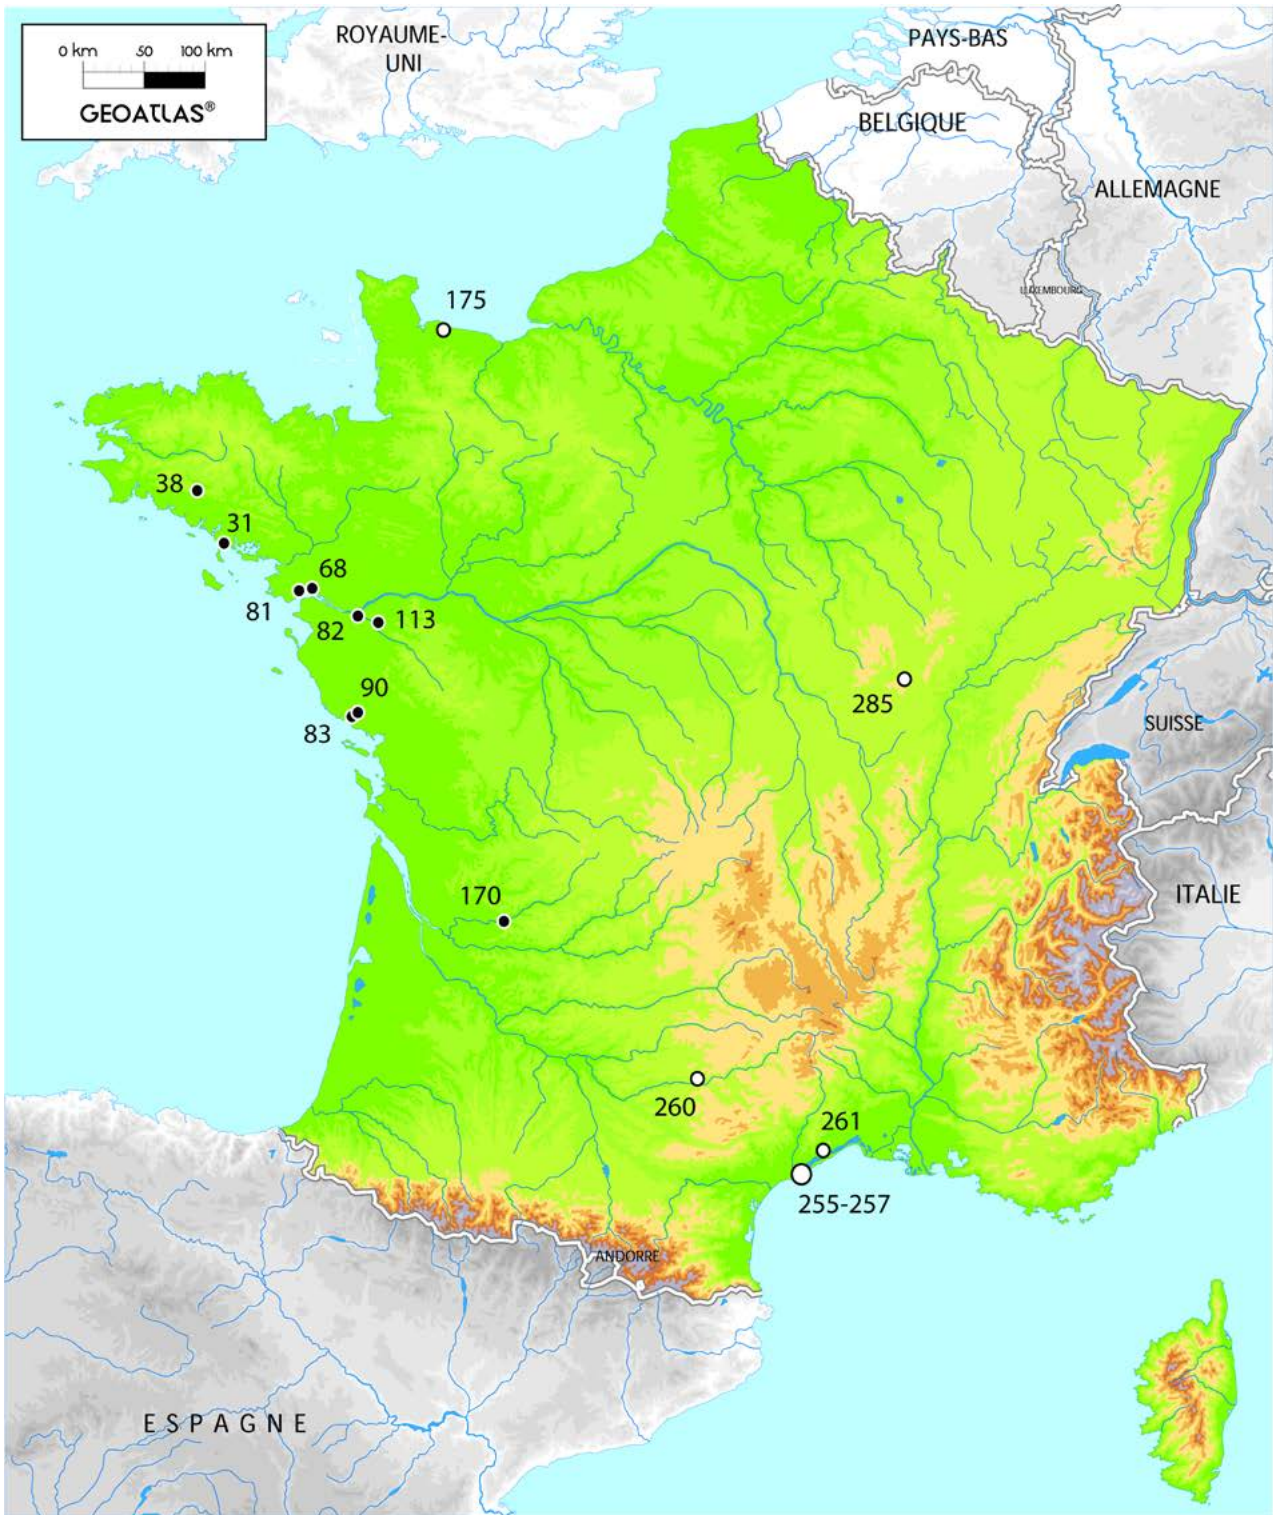 0 km 50 100 km
GEOATLAS®
ROYAUME-
UNI
PAYS-BAS
BELGIQUE
ALLEMAGNE
LUXEMBOURG
175
38
31
68
81
82
113
90
83
285
SUISSE
170
ITALIE
260
261
255-257
ANDORRE
ESPAGNE